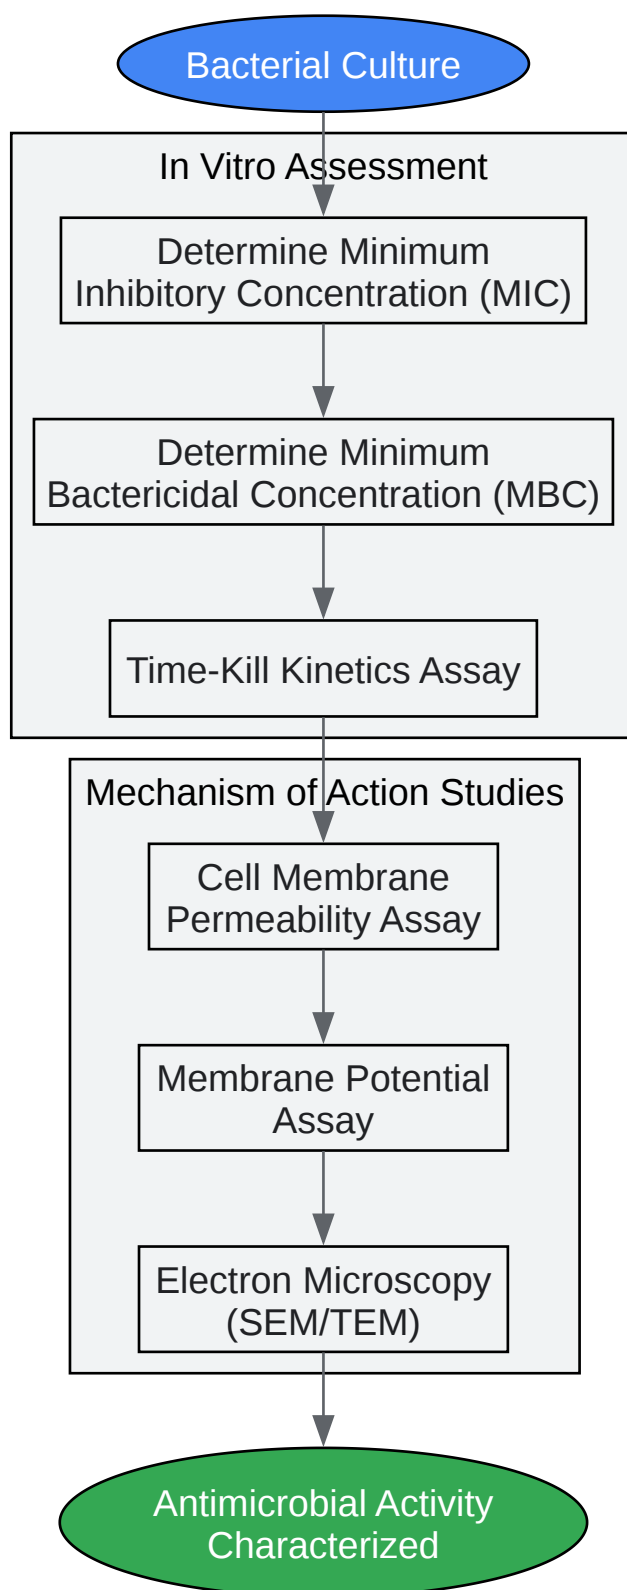 Bacterial Culture
In Vitro Assessment
Determine Minimum
Inhibitory Concentration (MIC)
Determine Minimum
Bactericidal Concentration (MBC)
Time-Kill Kinetics Assay
Mechanism of Action Studies
Cell Membrane
Permeability Assay
Membrane Potential
Assay
Electron Microscopy
(SEM/TEM)
Antimicrobial Activity
Characterized